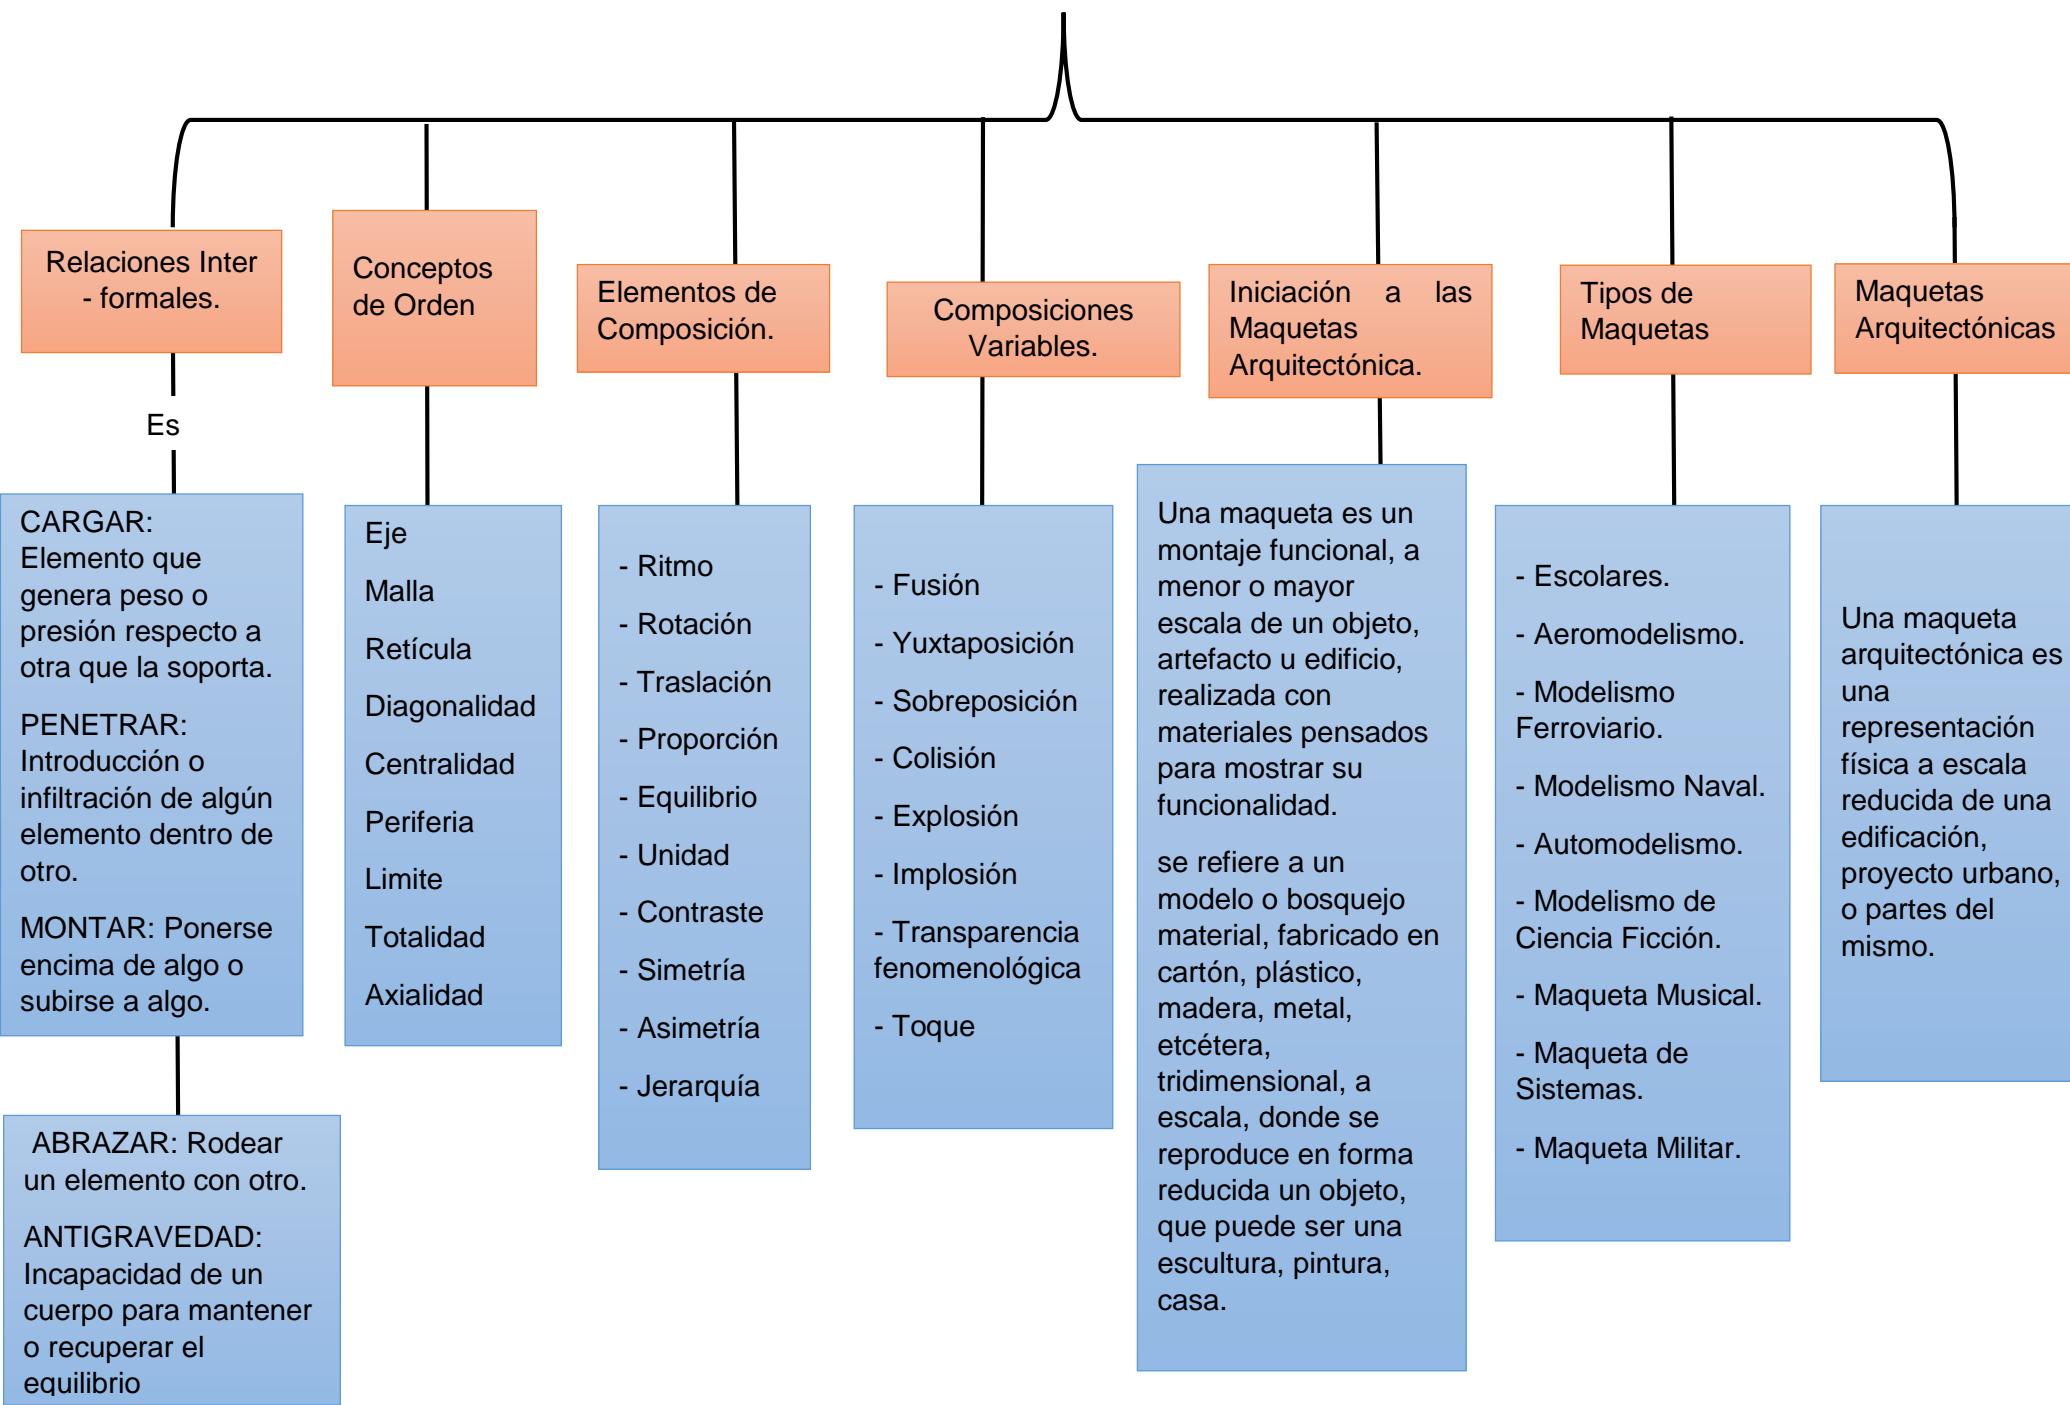 Relaciones Inter
- formales.
Es
CARGAR:
Elemento que
genera peso o
presión respecto a
otra que la soporta.
PENETRAR:
Introducción o
infiltración de algún
elemento dentro de
otro.
MONTAR: Ponerse
encima de algo o
subirse a algo.
ABRAZAR: Rodear
un elemento con otro.
ANTIGRAVEDAD:
Incapacidad de un
cuerpo para mantener
o recuperar el
equilibrio
Conceptos
de Orden
Eje
Malla
Retícula
Diagonalidad
Centralidad
Periferia
Limite
Totalidad
Axialidad
Elementos de
Composición.
- Ritmo
- Rotación
- Traslación
- Proporción
- Equilibrio
- Unidad
- Contraste
- Simetría
- Asimetría
- Jerarquía
Composiciones
Variables.
- Fusión
- Yuxtaposición
- Sobreposición
- Colisión
- Explosión
- Implosión
- Transparencia
fenomenológica
- Toque
Iniciación a las
Maquetas
Arquitectónica.
Una maqueta es un
montaje funcional, a
menor o mayor
escala de un objeto,
artefacto u edificio,
realizada con
materiales pensados
para mostrar su
funcionalidad.
se refiere a un
modelo o bosquejo
material, fabricado en
cartón, plástico,
madera, metal,
etcétera,
tridimensional, a
escala, donde se
reproduce en forma
reducida un objeto,
que puede ser una
escultura, pintura,
casa.
Tipos de
Maquetas
- Escolares.
- Aeromodelismo.
- Modelismo
Ferroviario.
- Modelismo Naval.
- Automodelismo.
- Modelismo de
Ciencia Ficción.
- Maqueta Musical.
- Maqueta de
Sistemas.
- Maqueta Militar.
Maquetas
Arquitectónicas
Una maqueta
arquitectónica es
una
representación
física a escala
reducida de una
edificación,
proyecto urbano,
o partes del
mismo.